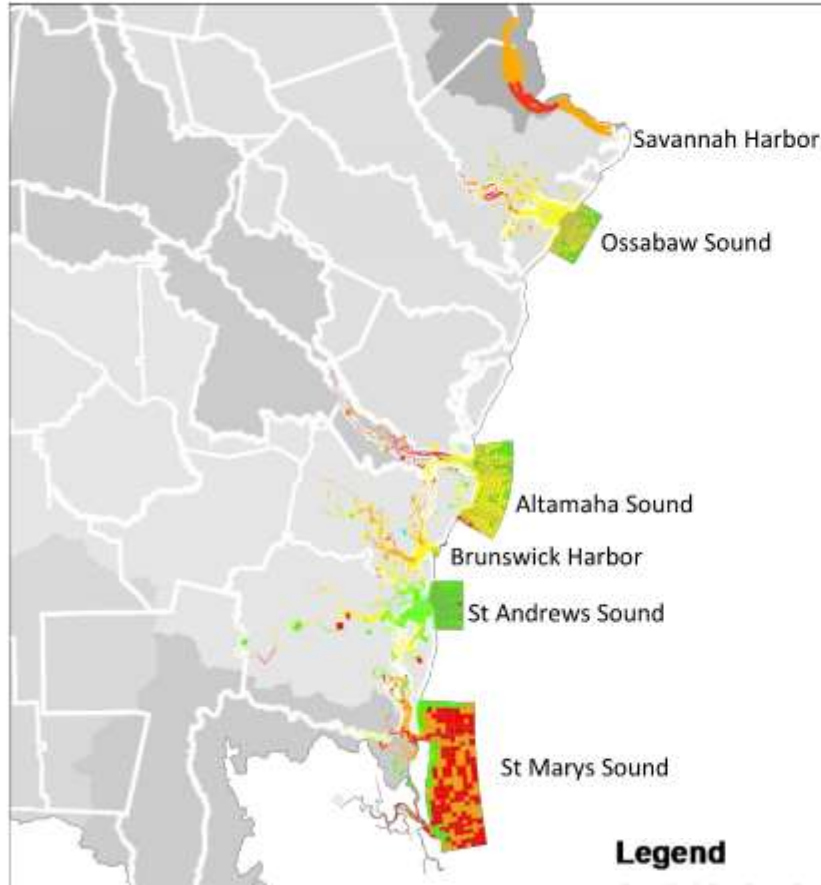 Savannah Harbor
Ossabaw Sound
Altamaha Sound
Brunswick Harbor
St Andrews Sound
St Marys Sound
Legend